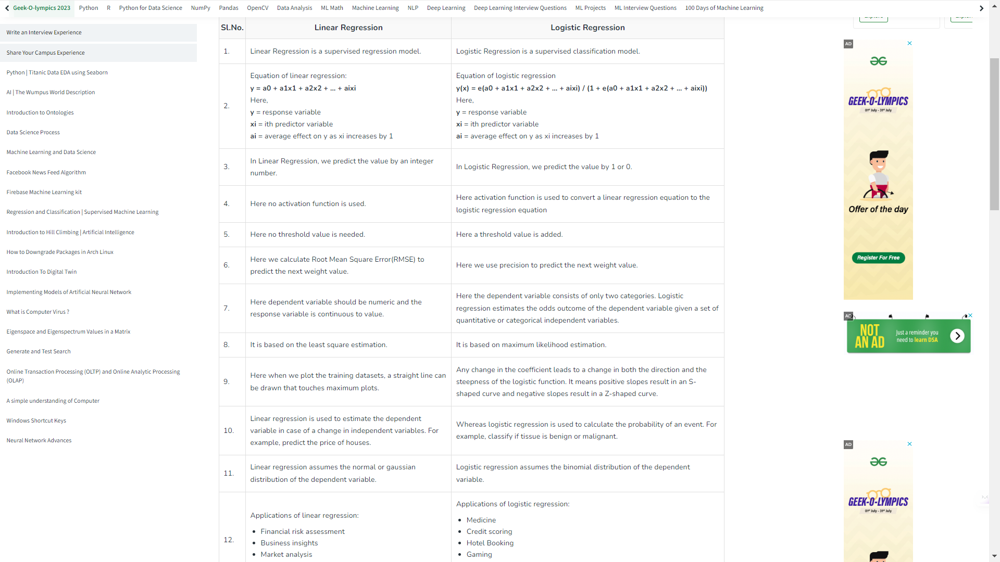 Geek-O-lympics 2023 Python R Python for Data Science NumPy Pandas OpenCV Data Analysis ML Math Machine Learning NLP Deep Learning Deep Learning Interview Questions ML Projects ML Interview Questions 100 Days of Machine Learning
Write an Interview Experience
Share Your Campus Experience
Python | Titanic Data EDA using Seaborn
AI | The Wumpus World Description
Introduction to Ontologies
Data Science Process
Machine Learning and Data Science
Facebook News Feed Algorithm
Firebase Machine Learning kit
Regression and Classification | Supervised Machine Learning
Introduction to Hill Climbing | Artificial Intelligence
How to Downgrade Packages in Arch Linux
Introduction To Digital Twin
Implementing Models of Artificial Neural Network
What is Computer Virus ?
Eigenspace and Eigenspectrum Values in a Matrix
Generate and Test Search
Online Transaction Processing (OLTP) and Online Analytic Processing
(OLAP)
A simple understanding of Computer
Windows Shortcut Keys
Neural Network Advances
Sl.No. Linear Regression Logistic Regression
1.
Linear Regression is a supervised regression model.
Logistic Regression is a supervised classification model.
2.
Equation of linear regression:
y = a0 + a1x1 + a2x2 + … + aixi
Here,
y = response variable
xi = ith predictor variable
ai = average effect on y as xi increases by 1
Equation of logistic regression
y(x) = e(a0 + a1x1 + a2x2 + … + aixi) / (1 + e(a0 + a1x1 + a2x2 + … + aixi))
Here,
y = response variable
xi = ith predictor variable
ai = average effect on y as xi increases by 1
3.
In Linear Regression, we predict the value by an integer
number.
In Logistic Regression, we predict the value by 1 or 0.
4.
Here no activation function is used.
Here activation function is used to convert a linear regression equation to the
logistic regression equation
5.
Here no threshold value is needed.
Here a threshold value is added.
6.
Here we calculate Root Mean Square Error(RMSE) to
predict the next weight value.
Here we use precision to predict the next weight value.
7.
Here dependent variable should be numeric and the
response variable is continuous to value.
Here the dependent variable consists of only two categories. Logistic
regression estimates the odds outcome of the dependent variable given a set of
quantitative or categorical independent variables.
8.
It is based on the least square estimation.
It is based on maximum likelihood estimation.
9.
Here when we plot the training datasets, a straight line can
be drawn that touches maximum plots.
Any change in the coefficient leads to a change in both the direction and the
steepness of the logistic function. It means positive slopes result in an S-
shaped curve and negative slopes result in a Z-shaped curve.
10.
Linear regression is used to estimate the dependent
variable in case of a change in independent variables. For
example, predict the price of houses.
Whereas logistic regression is used to calculate the probability of an event. For
example, classify if tissue is benign or malignant.
11.
Linear regression assumes the normal or gaussian
distribution of the dependent variable.
Logistic regression assumes the binomial distribution of the dependent
variable.
12.
Applications of linear regression:
• Financial risk assessment
• Business insights
• Market analysis
Applications of logistic regression:
• Medicine
• Credit scoring
• Hotel Booking
• Gaming
AD
GEEK-O-LYMPICS
01st July - 31st July
Offer of the day
Register For Free
AD
NOT
AN AD
Just a reminder you
need to learn DSA
AD
GEEK-O-LYMPICS
01st July - 31st July